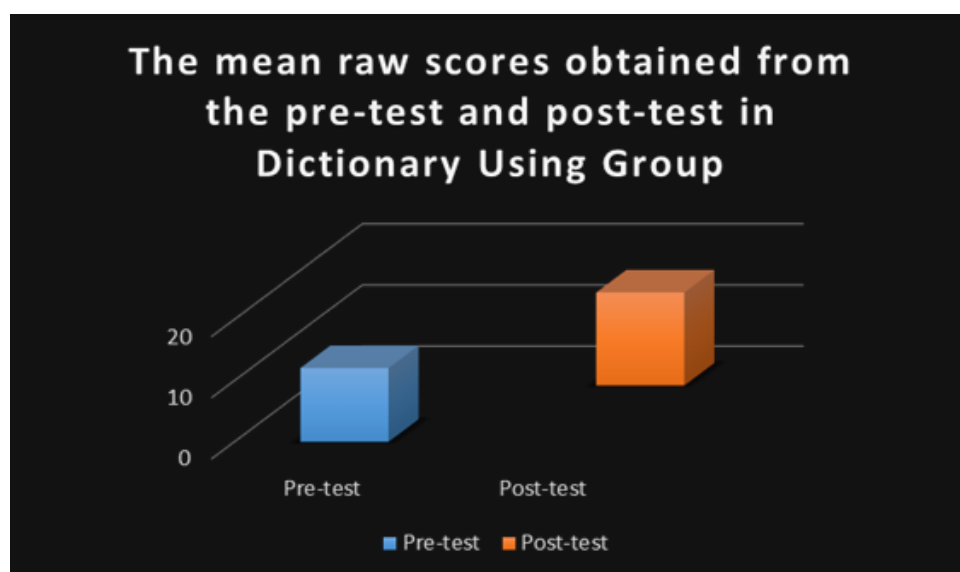 The mean raw scores obtained from
the pre-test and post-test in
Dictionary Using Group
20
10
0
Pre-test Post-test
Pre-test Post-test